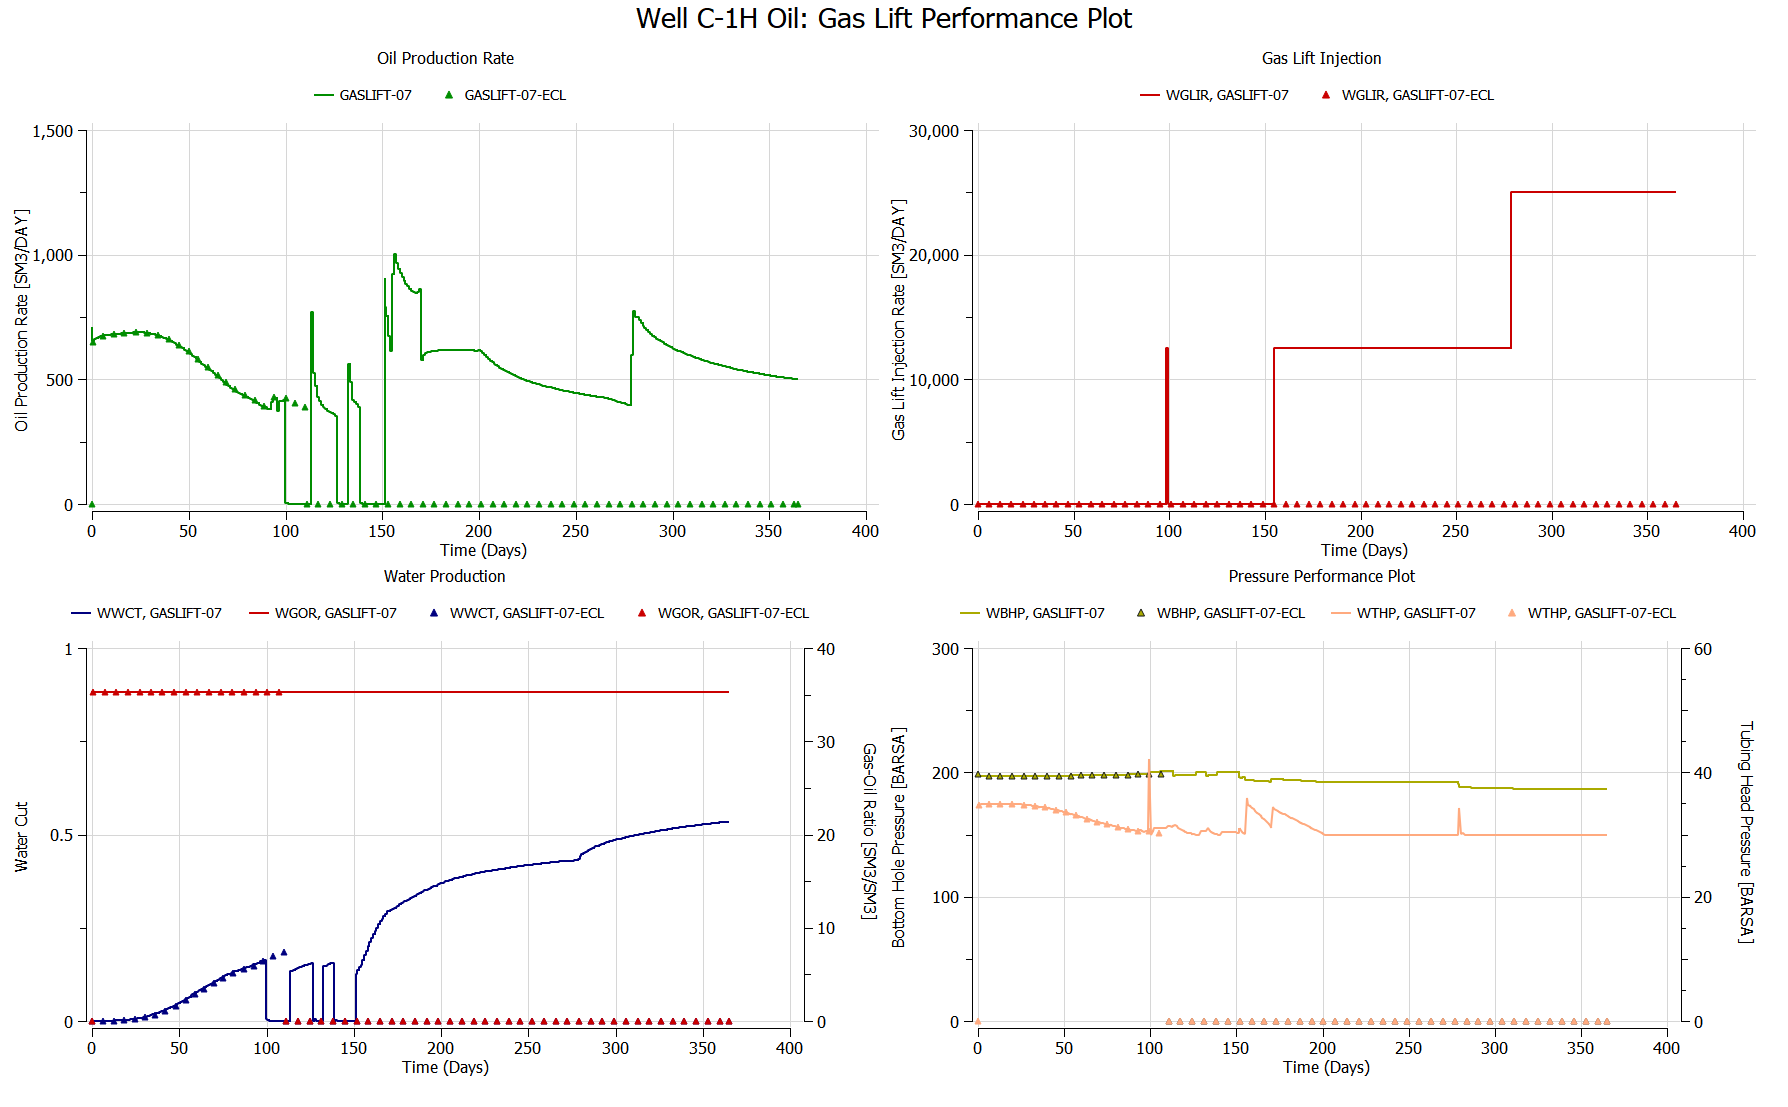 Well C-1H Oil: Gas Lift Performance Plot
Oil Production Rate
GASLIFT-07 GASLIFT-07-ECL
Oil Production Rate [SM3/DAY]
1,500
1,000
500
0
0 50 100 150 200 250 300 350 400
Time (Days)
Gas Lift Injection
WGLIR, GASLIFT-07 WGLIR, GASLIFT-07-ECL
Gas Lift Injection Rate [SM3/DAY]
30,000
20,000
10,000
0
0 50 100 150 200 250 300 350 400
Time (Days)
Water Production
WWCT, GASLIFT-07 WGOR, GASLIFT-07 WWCT, GASLIFT-07-ECL WGOR, GASLIFT-07-ECL
Water Cut
1
0.5
0
40
30
20
10
0
Gas-Oil Ratio [SM3/SM3]
0 50 100 150 200 250 300 350 400
Time (Days)
Pressure Performance Plot
WBHP, GASLIFT-07 WBHP, GASLIFT-07-ECL WTHP, GASLIFT-07 WTHP, GASLIFT-07-ECL
Bottom Hole Pressure [BARSA]
300
200
100
0
60
40
20
0
Tubing Head Pressure [BARSA]
0 50 100 150 200 250 300 350 400
Time (Days)